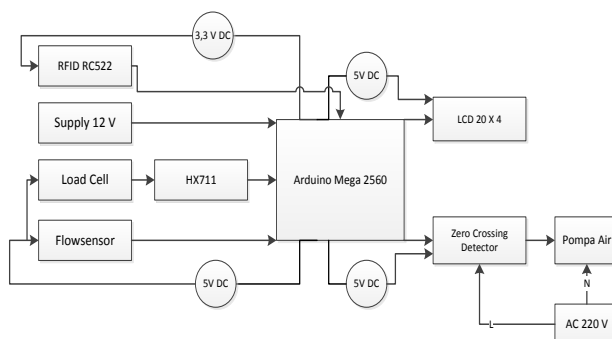 3,3 V DC
RFID RC522
5V DC
LCD 20 X 4
Supply 12 V
Load Cell
HX711
Arduino Mega 2560
Flowsensor
Zero Crossing
Detector
Pompa Air
5V DC
5V DC
N
L
AC 220 V